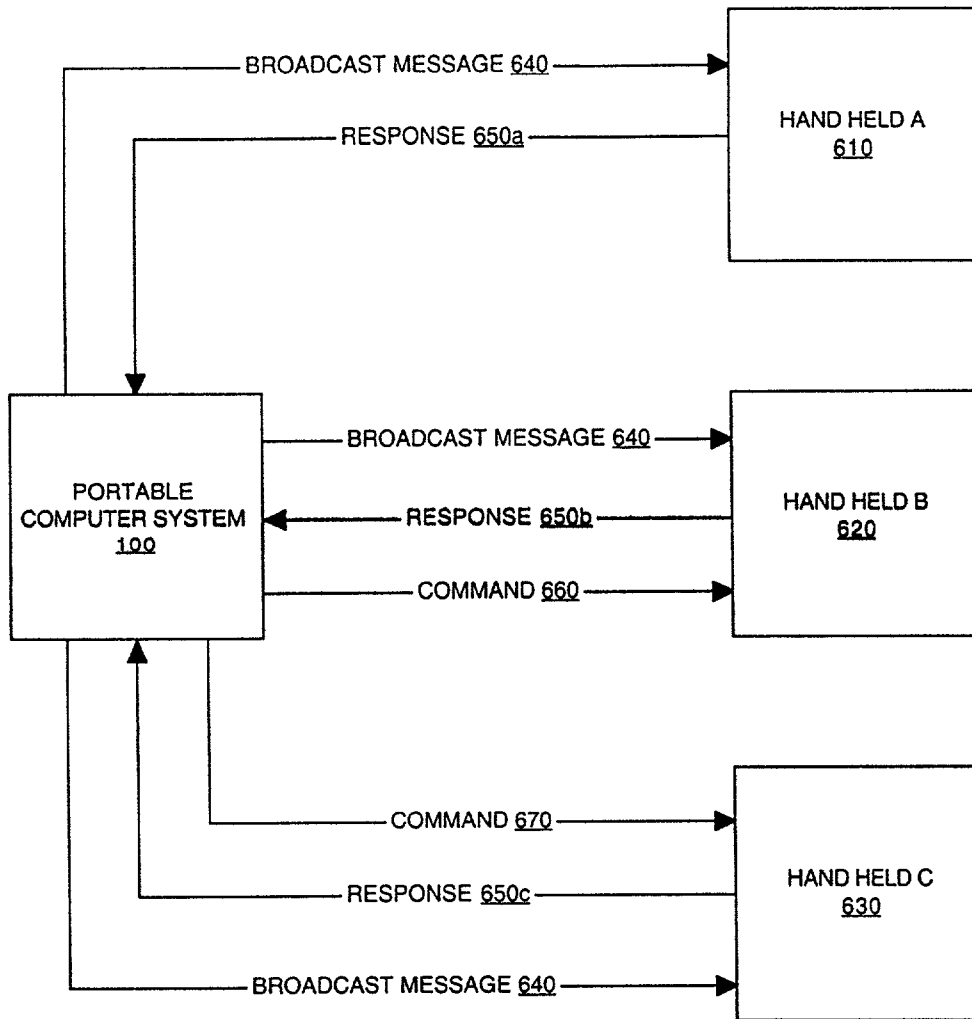 BROADCAST MESSAGE 640
RESPONSE 650a
HAND HELD A
610
BROADCAST MESSAGE 640
PORTABLE
COMPUTER SYSTEM
100
RESPONSE 650b
HAND HELD B
620
COMMAND 660
COMMAND 670
RESPONSE 650c
HAND HELD C
630
BROADCAST MESSAGE 640